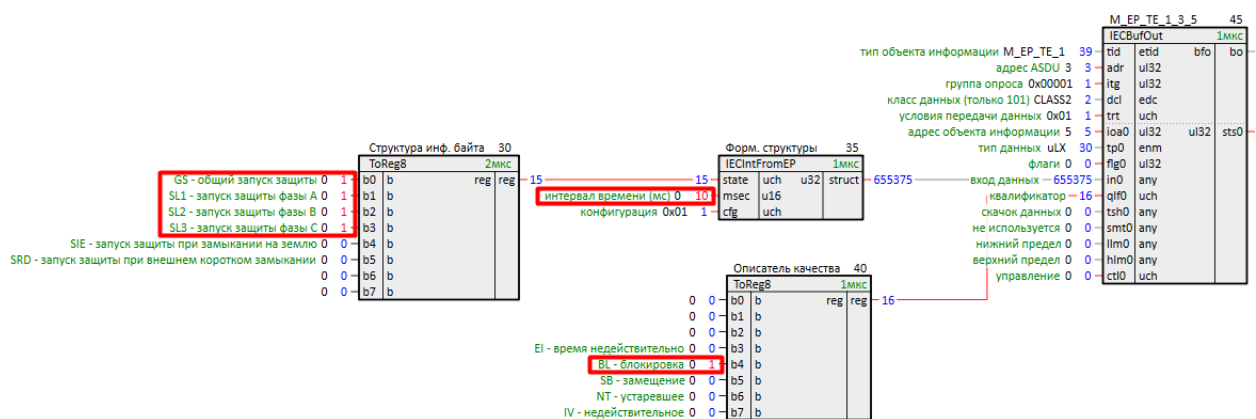 M_EP_TE_1_3_5 45
IECBufOut 1мкс
тип объекта информации M_EP_TE_1 39 tid etid bfo bo
адрес ASDU 3 3 adr ul32
группа опроса 0x00001 1 itg ul32
класс данных (только 101) CLASS2 2 dcl edc
условия передачи данных 0x01 1 trt uch
адрес объекта информации 5 5 ioa0 ul32 ul32 sts0
тип данных uLX 30 tp0 enm
флаги 0 0 flg0 ul32
вход данных 655375 in0 any
квалификатор 16 qlf0 uch
скачок данных 0 0 tsh0 any
не используется 0 0 smt0 any
нижний предел 0 0 llm0 any
верхний предел 0 0 hlm0 any
управление 0 0 ctl0 uch
Структура инф. байта 30
ToReg8 2мкс
GS - общий запуск защиты 0 1 b0 b reg reg 15
SL1 - запуск защиты фазы A 0 1 b1 b
SL2 - запуск защиты фазы B 0 1 b2 b
SL3 - запуск защиты фазы C 0 1 b3 b
SIE - запуск защиты при замыкании на землю 0 0 b4 b
SRD - запуск защиты при внешнем коротком замыкании 0 0 b5 b
0 0 b6 b
0 0 b7 b
Форм. структуры 35
IECIntFromEP 1мкс
15 state uch u32 struct 655375
интервал времени (мс) 0 10 msec u16
конфигурация 0x01 1 cfg uch
Описатель качества 40
ToReg8 1мкс
0 0 b0 b reg reg 16
0 0 b1 b
0 0 b2 b
EI - время недействительно 0 0 b3 b
BL - блокировка 0 1 b4 b
SB - замещение 0 0 b5 b
NT - устаревшее 0 0 b6 b
IV - недействительное 0 0 b7 b